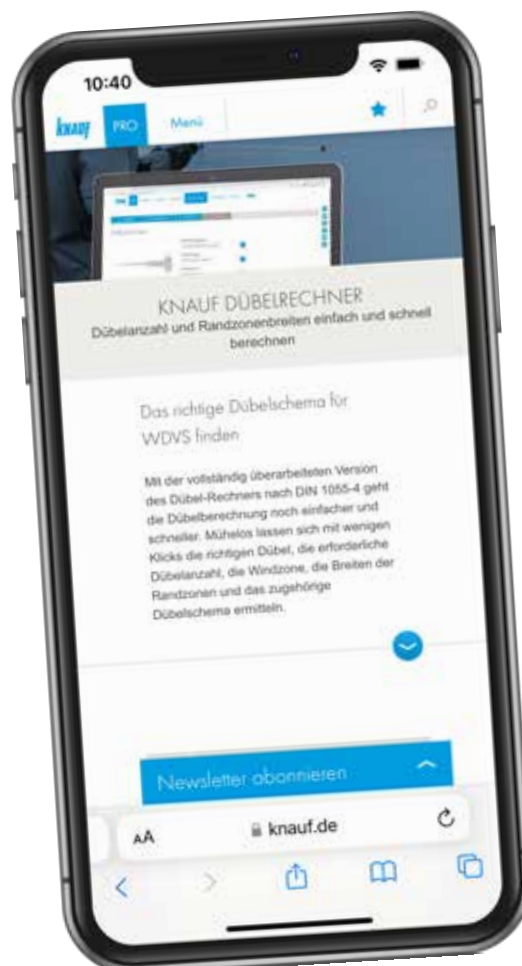 10:40
KNAUF
PRO
Menü
KNAUF DÜBELRECHNER
Dübelanzahl und Randzonenbreiten einfach und schnell
berechnen
Das richtige Dübelschema für
WDVS finden
Mit der vollständig überarbeiteten Version
des Dübel-Rechners nach DIN 1055-4 geht
die Dübelberechnung noch einfacher und
schneller. Mühelos lassen sich mit wenigen
Klicks die richtigen Dübel, die erforderliche
Dübelanzahl, die Windzone, die Breiten der
Randzonen und das zugehörige
Dübelschema ermitteln.
Newsletter abonnieren
AA
knauf.de